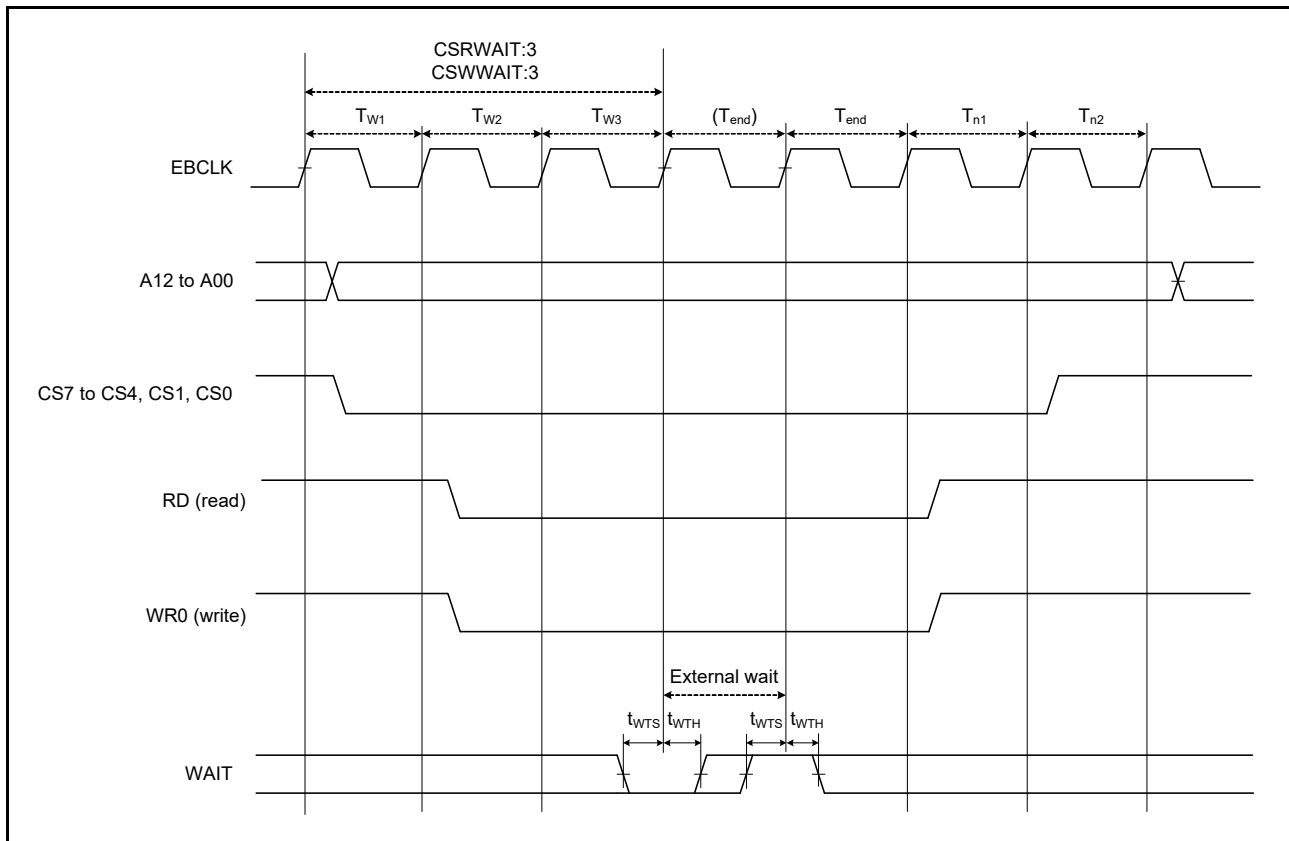 CSRWAIT:3
CSWWAIT:3
TW1 TW2 TW3 (Tend) Tend Tn1 Tn2
EBCLK
A12 to A00
CS7 to CS4, CS1, CS0
RD (read)
WR0 (write)
External wait
tWTS tWTH tWTS tWTH
WAIT